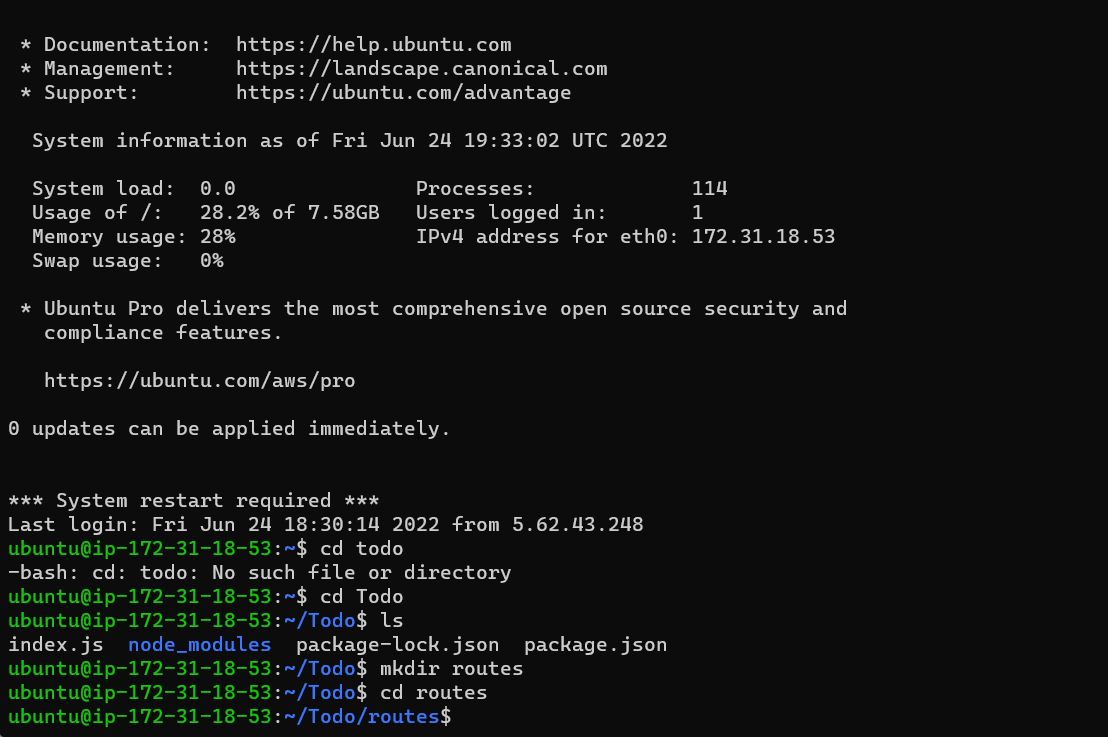 * Documentation:  https://help.ubuntu.com
* Management:     https://landscape.canonical.com
* Support:        https://ubuntu.com/advantage
System information as of Fri Jun 24 19:33:02 UTC 2022
System load:  0.0               Processes:             114
Usage of /:   28.2% of 7.58GB   Users logged in:       1
Memory usage: 28%               IPv4 address for eth0: 172.31.18.53
Swap usage:   0%
* Ubuntu Pro delivers the most comprehensive open source security and
compliance features.
https://ubuntu.com/aws/pro
0 updates can be applied immediately.
*** System restart required ***
Last login: Fri Jun 24 18:30:14 2022 from 5.62.43.248
ubuntu@ip-172-31-18-53:~$ cd todo
-bash: cd: todo: No such file or directory
ubuntu@ip-172-31-18-53:~$ cd Todo
ubuntu@ip-172-31-18-53:~/Todo$ ls
index.js  node_modules  package-lock.json  package.json
ubuntu@ip-172-31-18-53:~/Todo$ mkdir routes
ubuntu@ip-172-31-18-53:~/Todo$ cd routes
ubuntu@ip-172-31-18-53:~/Todo/routes$